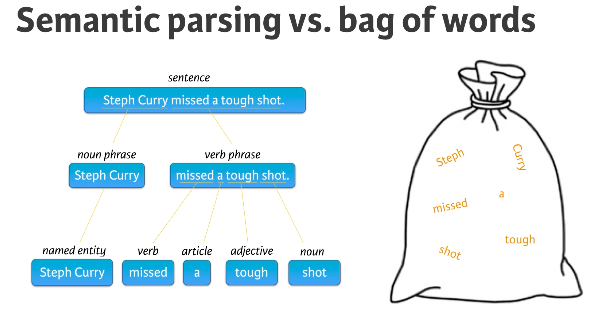 Semantic parsing vs. bag of words
sentence
Steph Curry missed a tough shot.
noun phrase
verb phrase
Steph Curry
missed a tough shot.
named entity
verb
article
adjective
noun
Steph Curry
missed
a
tough
shot
Steph
Curry
a
missed
tough
shot